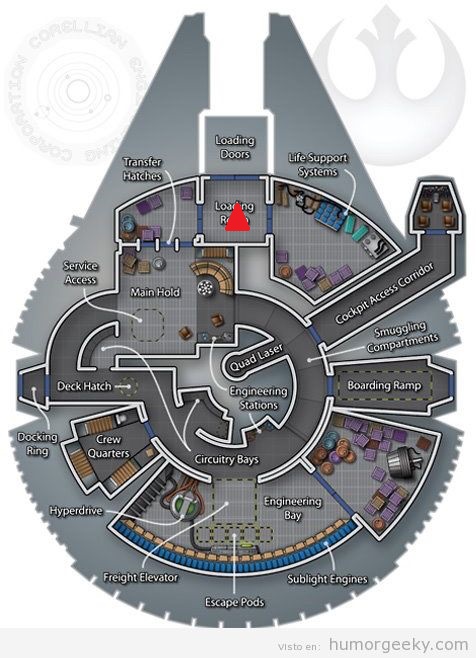 CORELLIAN ENGINEERING CORPORATION
Loading
Doors
Transfer
Hatches
Life Support
Systems
Loading
Service
Access
Main Hold
Cockpit Access Corridor
Smuggling
Compartments
Quad Laser
Deck Hatch
Engineering
Stations
Boarding Ramp
Docking
Ring
Crew
Quarters
Circuitry Bays
Hyperdrive
Engineering
Bay
Freight Elevator
Sublight Engines
Escape Pods
Visto en: humorgeeky.com